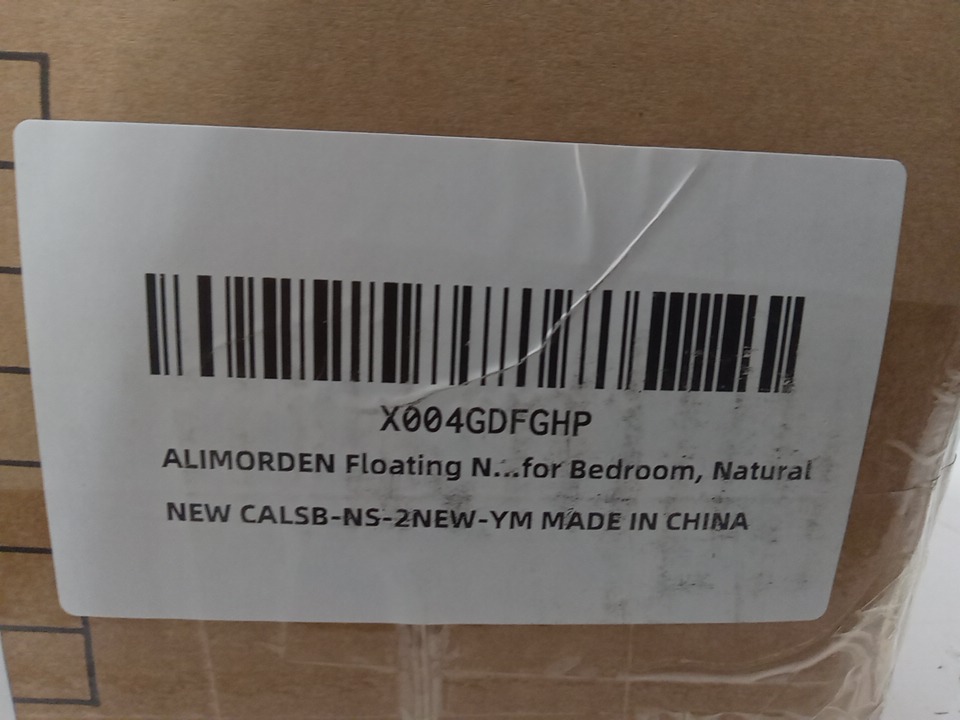 X004GDFGHP
ALIMORDEN Floating N...for Bedroom, Natural
NEW CALSB-NS-2NEW-YM MADE IN CHINA